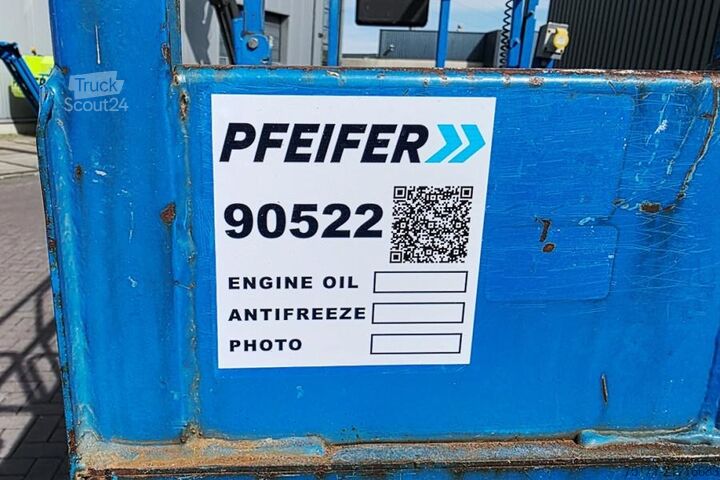 Truck
Scout24
PFEIFER
90522
ENGINE OIL
ANTIFREEZE
PHOTO